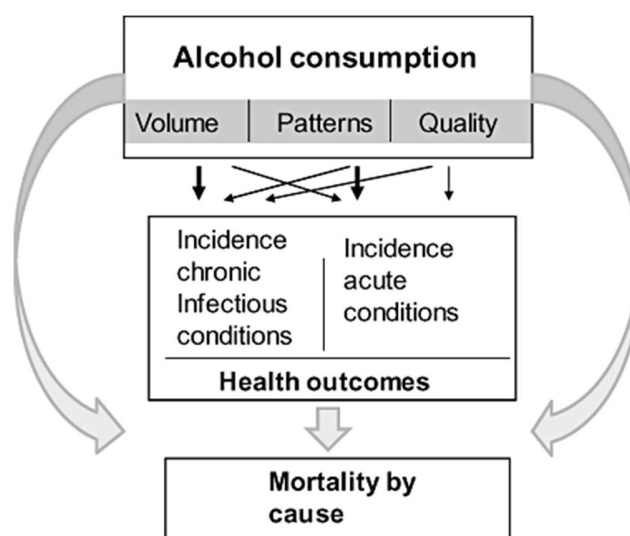 Alcohol consumption
Volume Patterns Quality
Incidence
chronic
Infectious
conditions
Incidence
acute
conditions
Health outcomes
Mortality by
cause